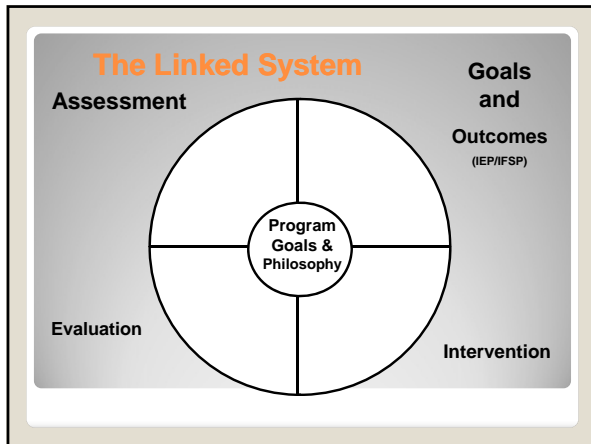 The Linked System
Assessment
Goals
and
Outcomes
(IEP/IFSP)
Program
Goals &
Philosophy
Evaluation
Intervention